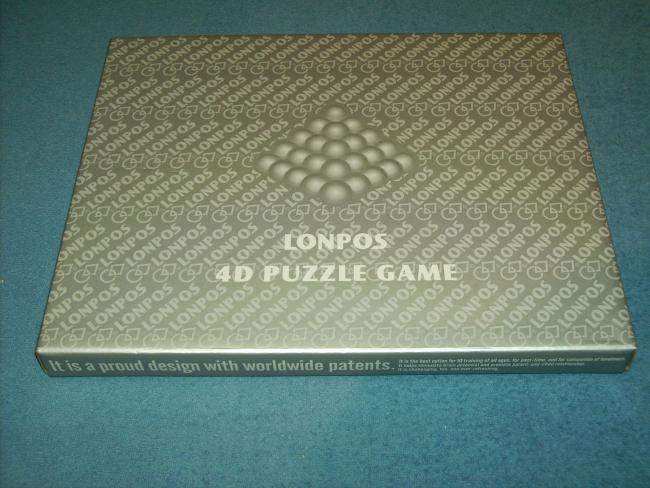 LONPOS
4D PUZZLE GAME
It is a proud design with worldwide patents.
It is the best option for IQ training of all ages, for past-time, and for companion of loneliness.
It helps stimulate brain potential and promote parent-and-child relationship.
It is challenging, fun, and ever-refreshing.